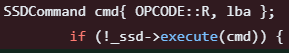 SSDCommand cmd{ OPCODE::R, lba };
if (!_ssd->execute(cmd)) {